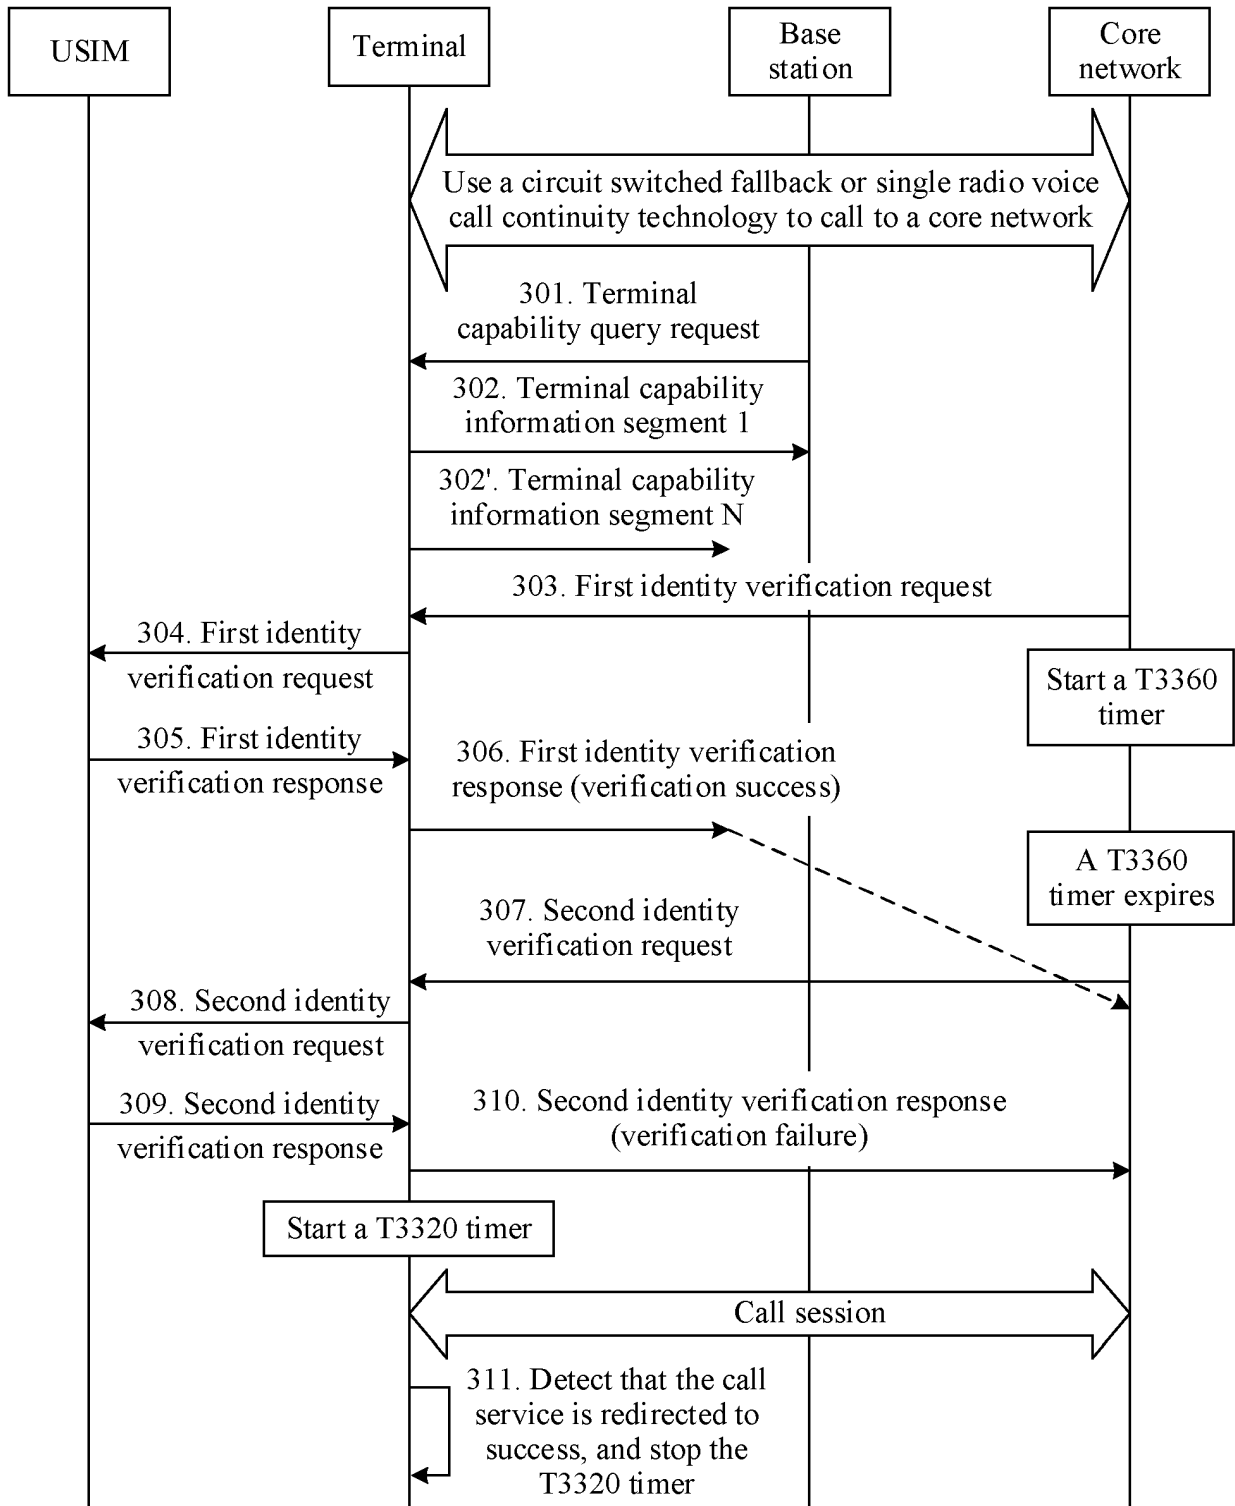 USIM
Terminal
Base
station
Core
network
Use a circuit switched fallback or single radio voice
call continuity technology to call to a core network
301. Terminal
capability query request
302. Terminal capability
information segment 1
302'. Terminal capability
information segment N
303. First identity verification request
304. First identity
verification request
Start a T3360
timer
305. First identity
verification response
306. First identity verification
response (verification success)
A T3360
timer expires
307. Second identity
verification request
308. Second identity
verification request
309. Second identity
verification response
310. Second identity verification response
(verification failure)
Start a T3320 timer
Call session
311. Detect that the call
service is redirected to
success, and stop the
T3320 timer